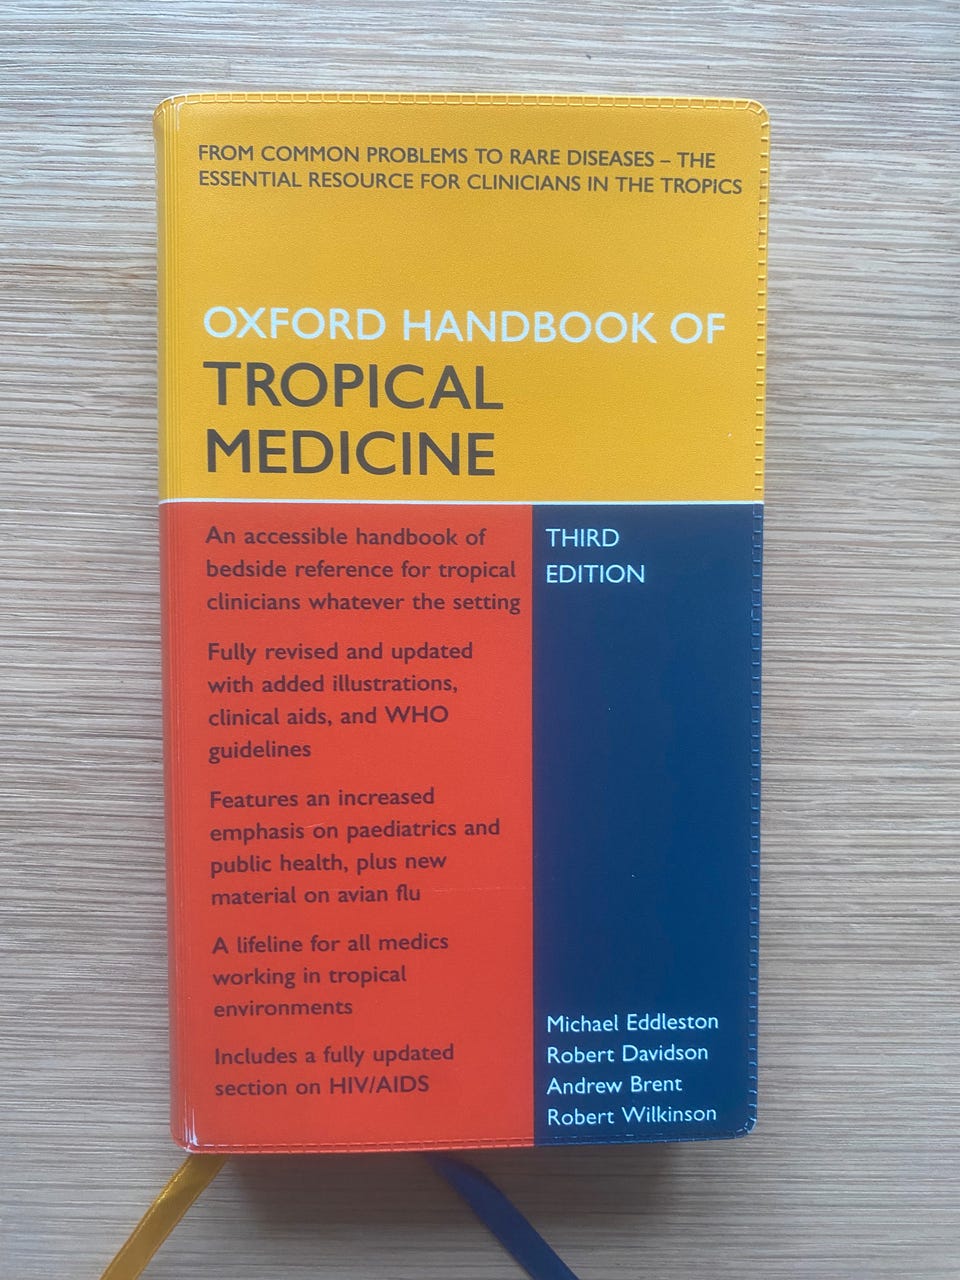 FROM COMMON PROBLEMS TO RARE DISEASES – THE
ESSENTIAL RESOURCE FOR CLINICIANS IN THE TROPICS
OXFORD HANDBOOK OF
TROPICAL
MEDICINE
An accessible handbook of
bedside reference for tropical
clinicians whatever the setting
Fully revised and updated
with added illustrations,
clinical aids, and WHO
guidelines
Features an increased
emphasis on paediatrics and
public health, plus new
material on avian flu
A lifeline for all medics
working in tropical
environments
Includes a fully updated
section on HIV/AIDS
THIRD
EDITION
Michael Eddleston
Robert Davidson
Andrew Brent
Robert Wilkinson